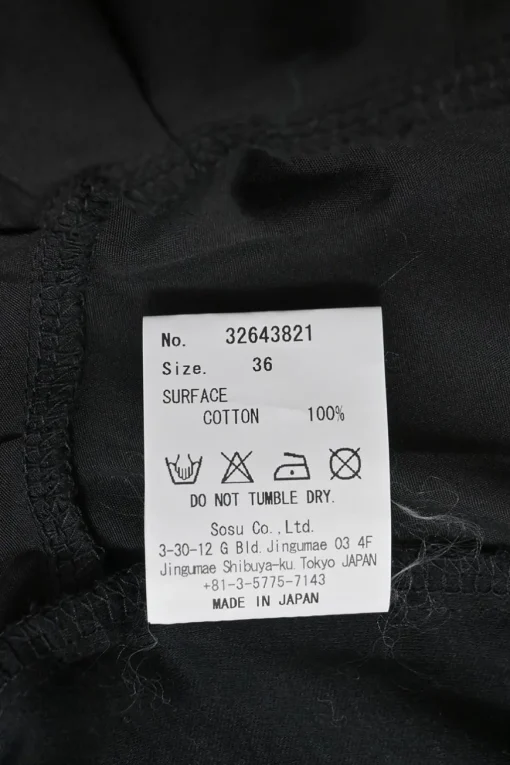 No. 32643821
Size. 36
SURFACE
COTTON 100%
DO NOT TUMBLE DRY.
Sosu Co.,Ltd.
3-30-12 G Bld. Jingumae 03 4F
Jingumae Shibuya-ku. Tokyo JAPAN
+81-3-5775-7143
MADE IN JAPAN